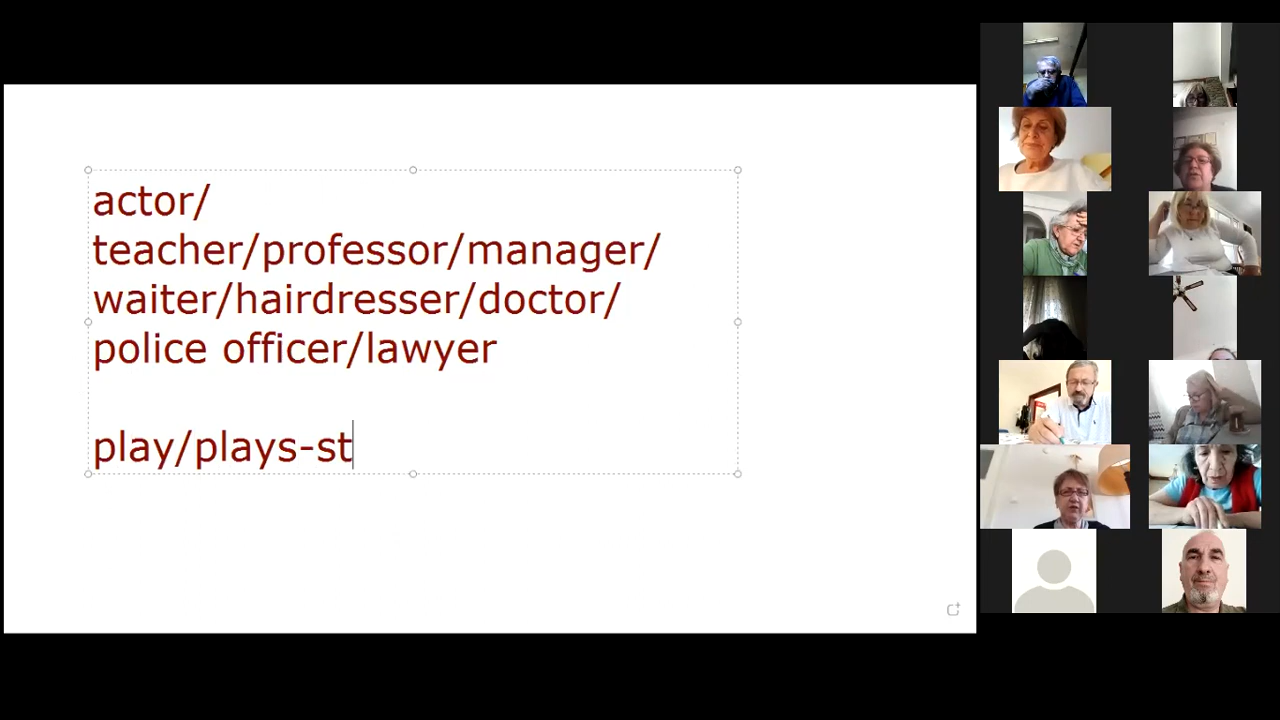 actor/
teacher/professor/manager/
waiter/hairdresser/doctor/
police officer/lawyer
play/plays-st